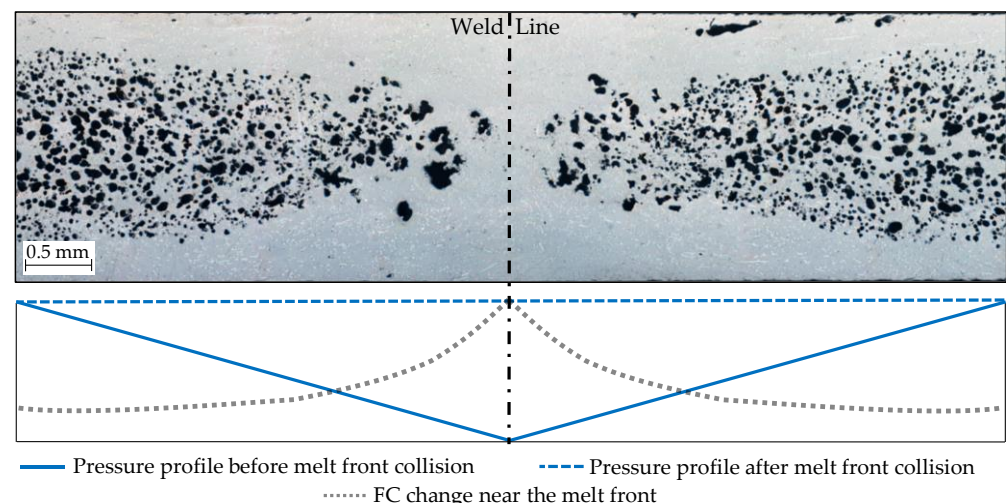 Weld Line
0.5 mm
Pressure profile before melt front collision
Pressure profile after melt front collision
FC change near the melt front